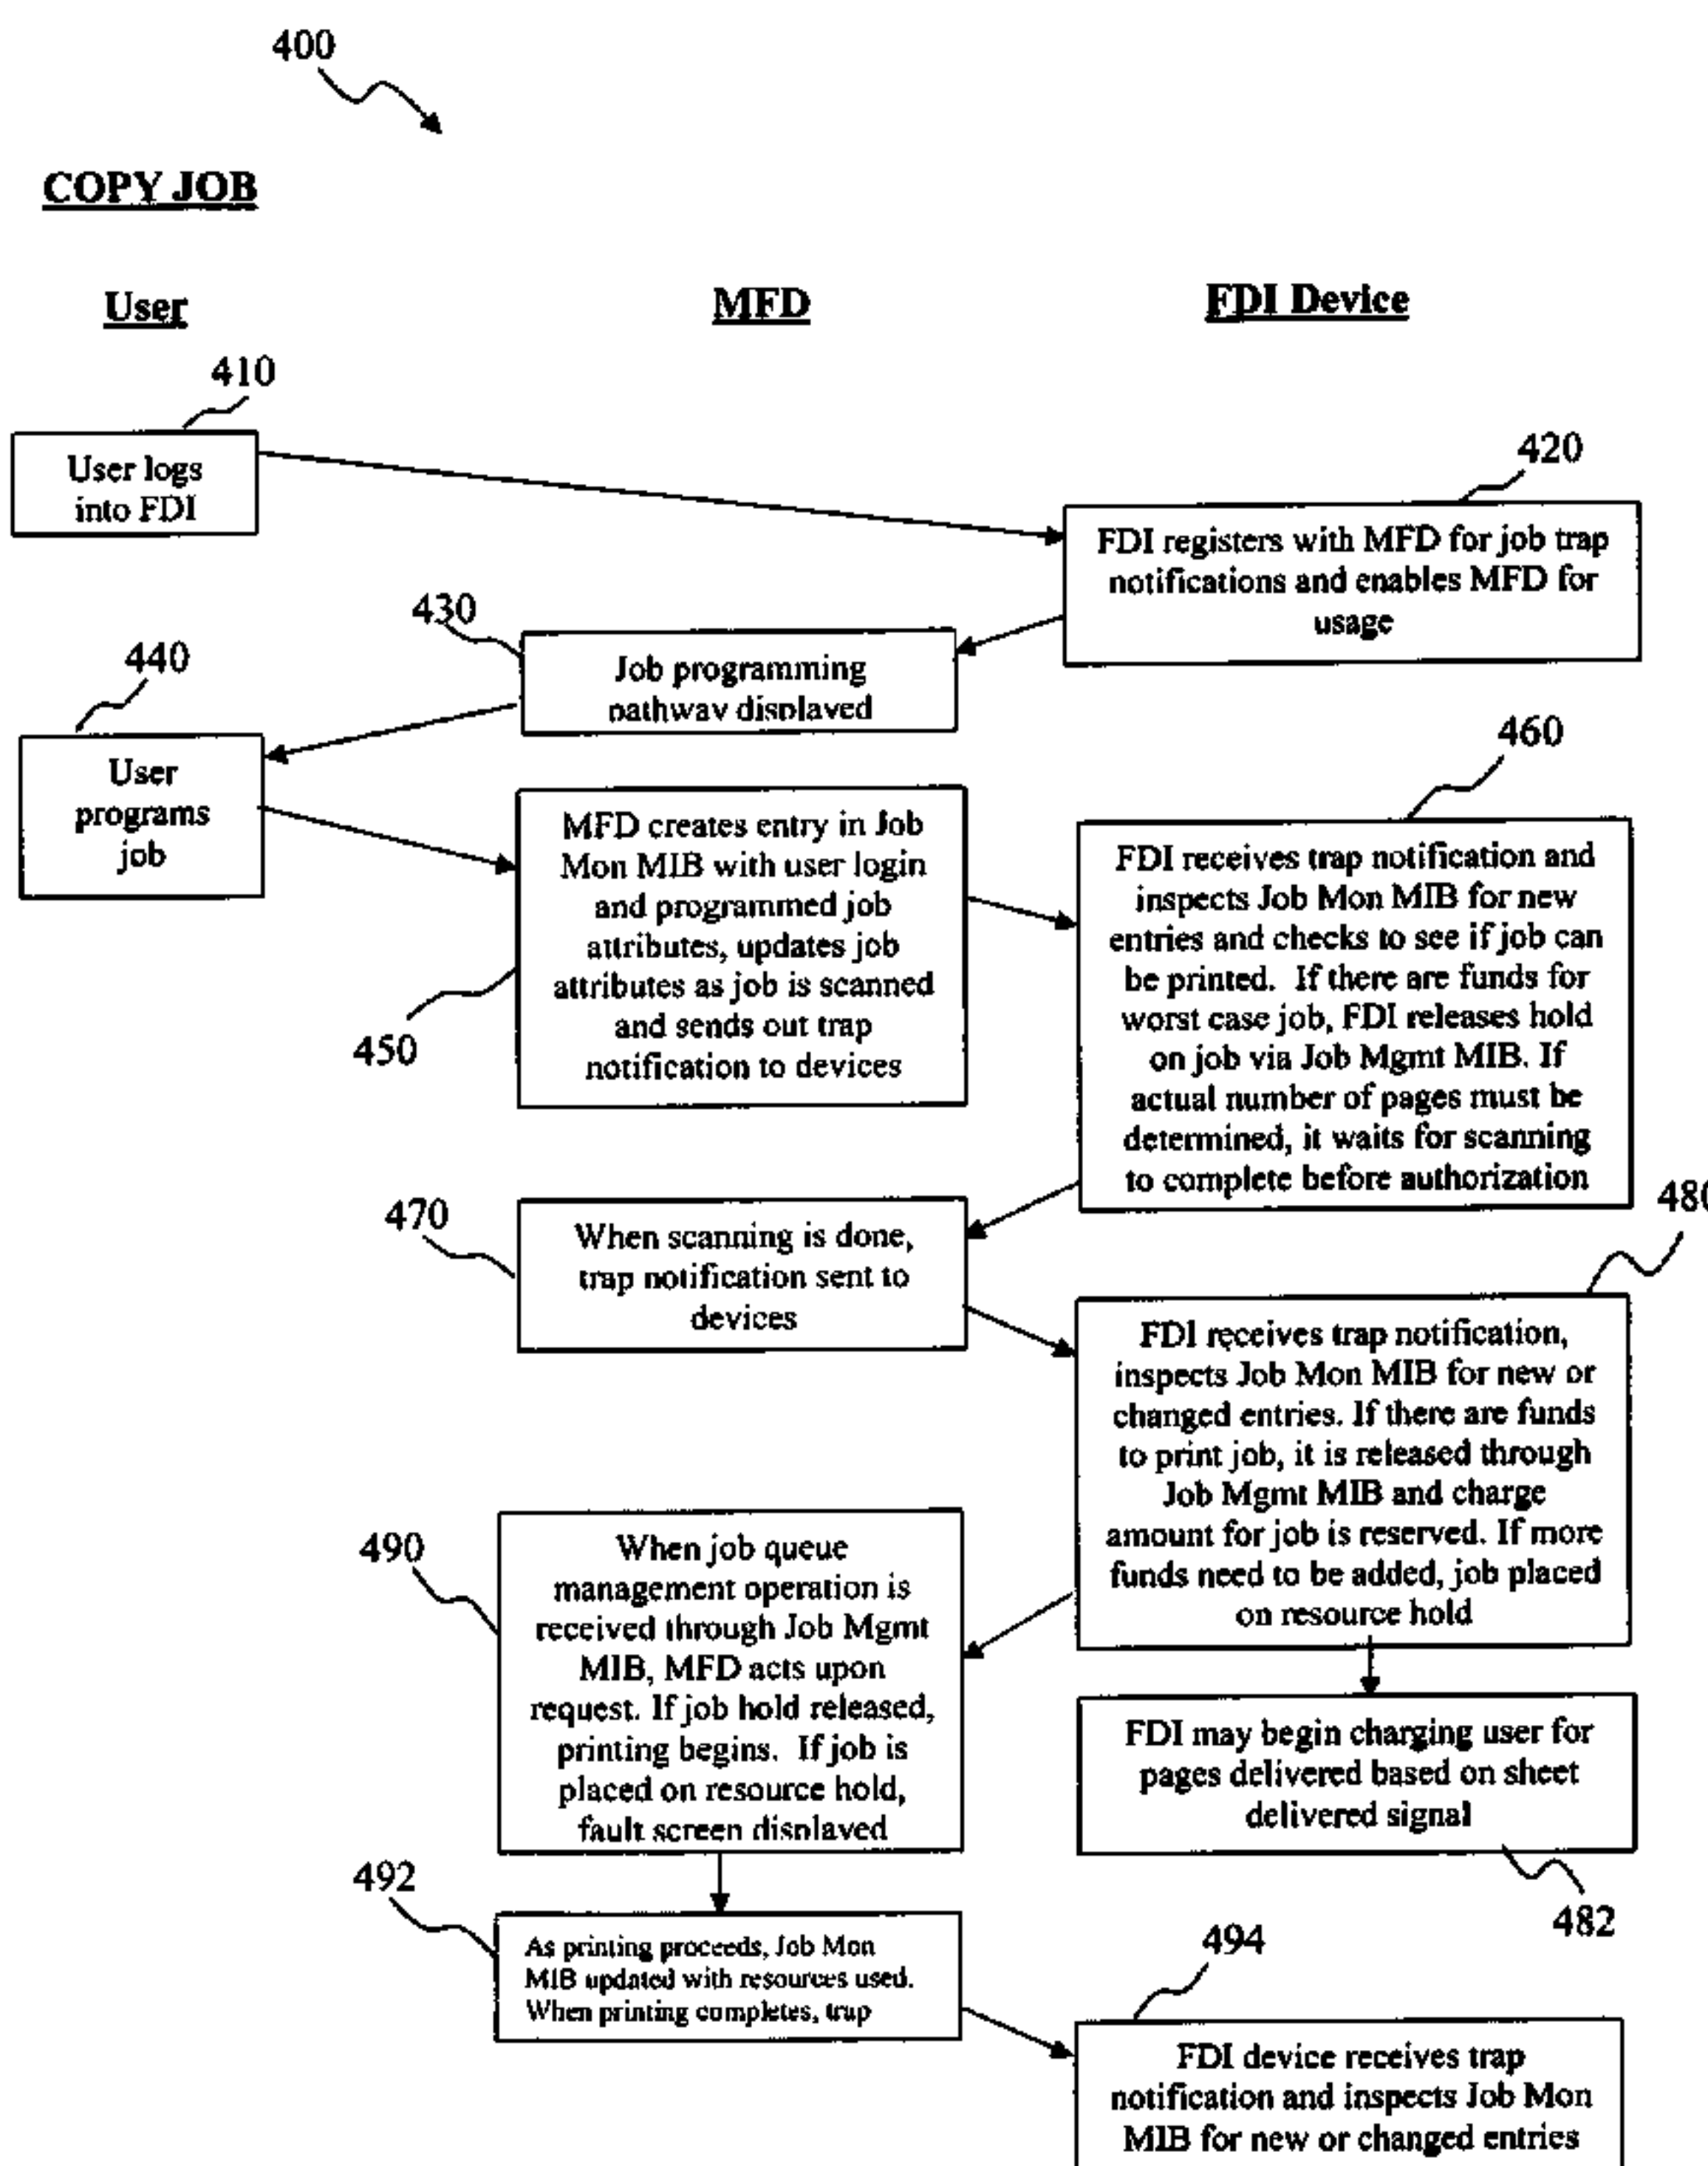 400
COPY JOB
User
MFD
FDI Device
410
User logs
into FDI
420
FDI registers with MFD for job trap
notifications and enables MFD for
usage
430
Job programming
pathway displayed
440
User
programs
job
450
MFD creates entry in Job
Mon MIB with user login
and programmed job
attributes, updates job
attributes as job is scanned
and sends out trap
notification to devices
460
FDI receives trap notification and
inspects Job Mon MIB for new
entries and checks to see if job can
be printed. If there are funds for
worst case job, FDI releases hold
on job via Job Mgmt MIB. If
actual number of pages must be
determined, it waits for scanning
to complete before authorization
470
When scanning is done,
trap notification sent to
devices
480
FDI receives trap notification,
inspects Job Mon MIB for new or
changed entries. If there are funds
to print job, it is released through
Job Mgmt MIB and charge
amount for job is reserved. If more
funds need to be added, job placed
on resource hold
490
When job queue
management operation is
received through Job Mgmt
MIB, MFD acts upon
request. If job hold released,
printing begins. If job is
placed on resource hold,
fault screen displayed
FDI may begin charging user for
pages delivered based on sheet
delivered signal
482
492
As printing proceeds, Job Mon
MIB updated with resources used.
When printing completes, trap
494
FDI device receives trap
notification and inspects Job Mon
MIB for new or changed entries